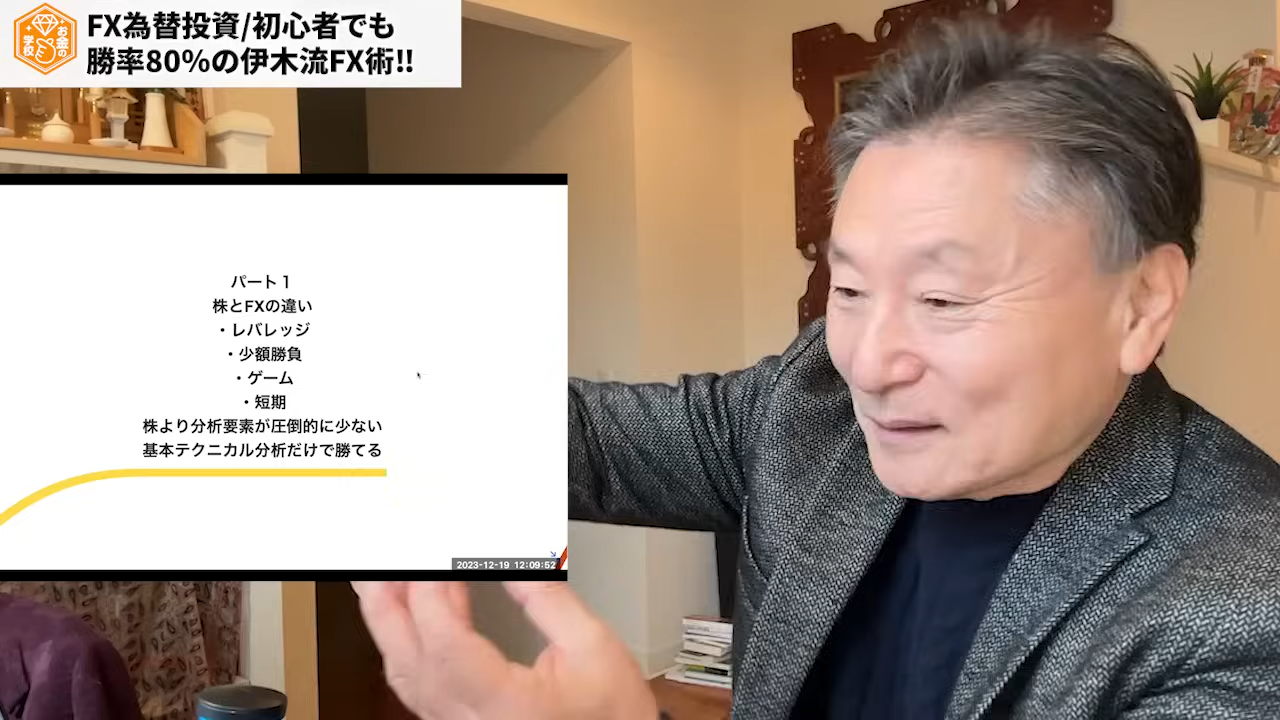 お金の
学校
FX為替投資/初心者でも
勝率80%の伊木流FX術!!
パート１
株とFXの違い
・レバレッジ
・少額勝負
・ゲーム
・短期
株より分析要素が圧倒的に少ない
基本テクニカル分析だけで勝てる
2023-12-19 12:09:52